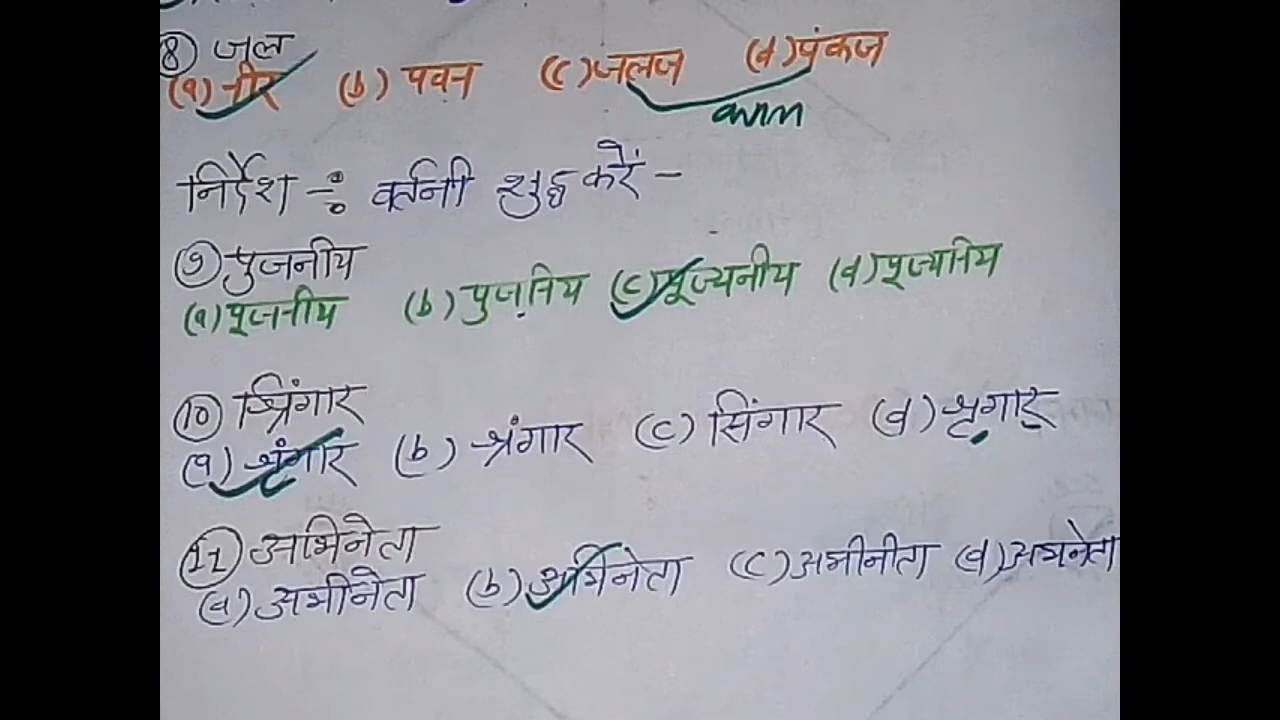 (8) जल
(a) नीर (b) पवन (c) जलज (d) पंकज
कमल
निर्देश -: वर्तनी शुद्ध करें -
(9) पुजनीय
(a) पूजनीय (b) पुजनिय (c) पूज्यनीय (d) पूज्यनिय
(10) श्रिंगार
(a) श्रृंगार (b) श्रंगार (c) सिंगार (d) श्रृगार
(11) अभिनेता
(a) अभीनेता (b) अभिनेता (c) अभीनीता (d) अभनेता